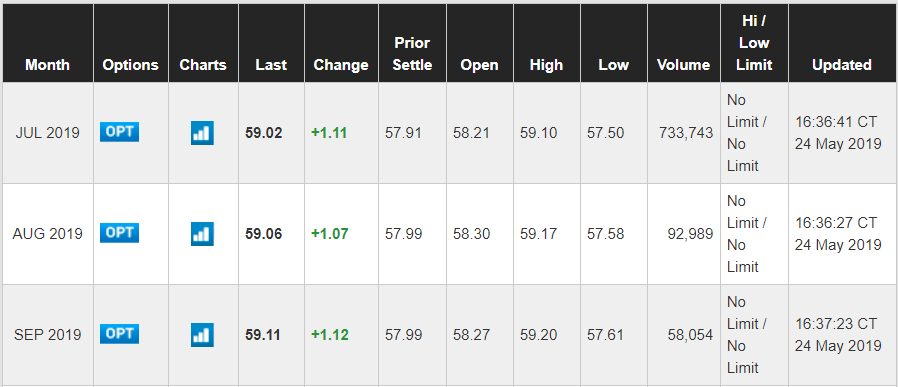 Month Options Charts Last Change Prior Settle Open High Low Volume Hi / Low Limit Updated
JUL 2019 OPT 59.02 +1.11 57.91 58.21 59.10 57.50 733,743 No Limit / No Limit 16:36:41 CT 24 May 2019
AUG 2019 OPT 59.06 +1.07 57.99 58.30 59.17 57.58 92,989 No Limit / No Limit 16:36:27 CT 24 May 2019
SEP 2019 OPT 59.11 +1.12 57.99 58.27 59.20 57.61 58,054 No Limit / No Limit 16:37:23 CT 24 May 2019